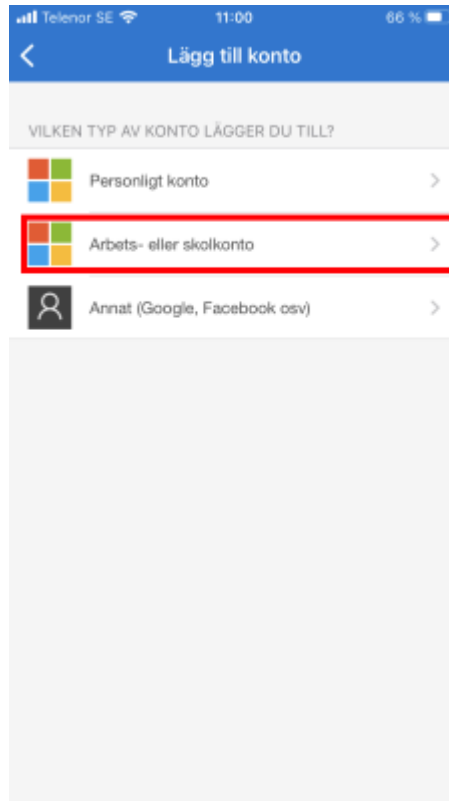 Telenor SE 11:00 66 %
Lägg till konto
VILKEN TYP AV KONTO LÄGGER DU TILL?
Personligt konto
Arbets- eller skolkonto
Annat (Google, Facebook osv)